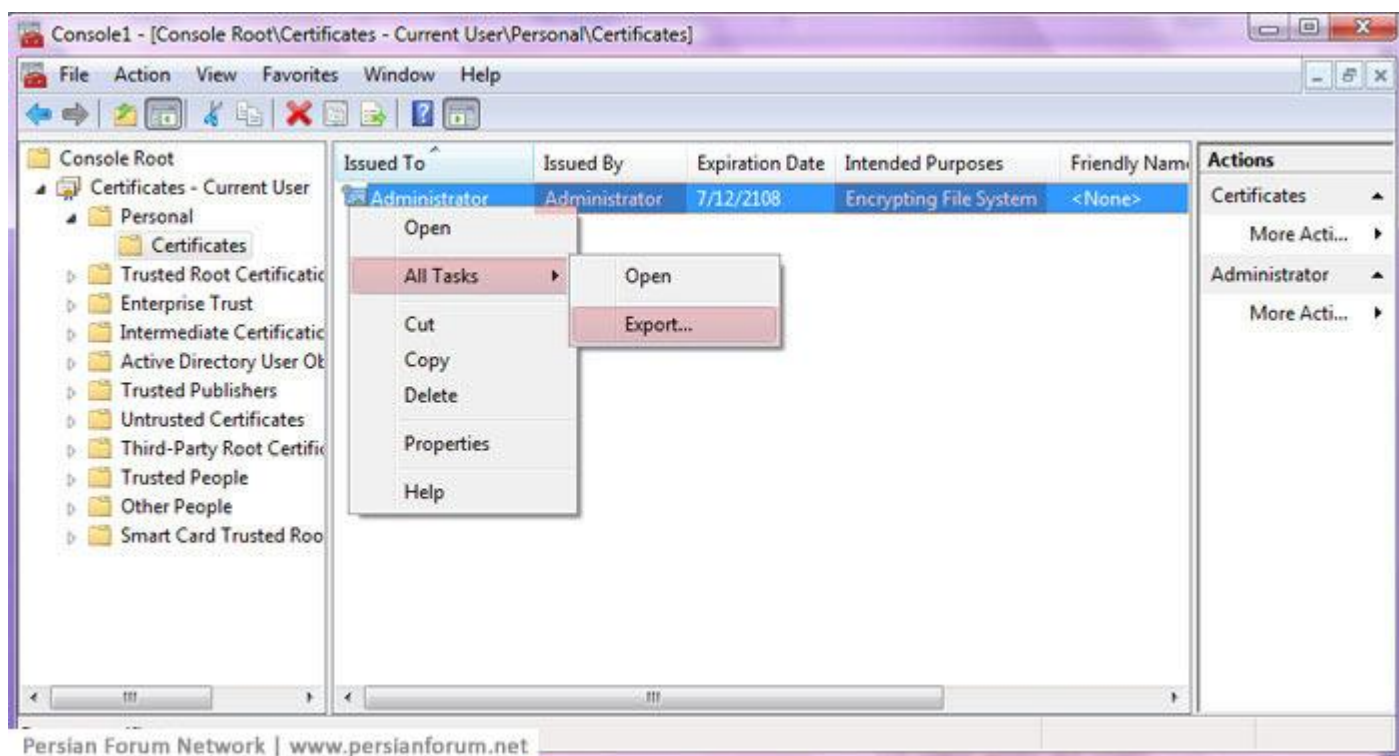 Console1 - [Console Root\Certificates - Current User\Personal\Certificates]
File Action View Favorites Window Help
Console Root
Certificates - Current User
Personal
Certificates
Trusted Root Certificatic
Enterprise Trust
Intermediate Certificatic
Active Directory User Ob
Trusted Publishers
Untrusted Certificates
Third-Party Root Certific
Trusted People
Other People
Smart Card Trusted Roo
Issued To Issued By Expiration Date Intended Purposes Friendly Name
Administrator Administrator 7/12/2108 Encrypting File System <None>
Open
All Tasks
Cut
Copy
Delete
Properties
Help
Open
Export...
Actions
Certificates
More Acti...
Administrator
More Acti...
Persian Forum Network | www.persianforum.net